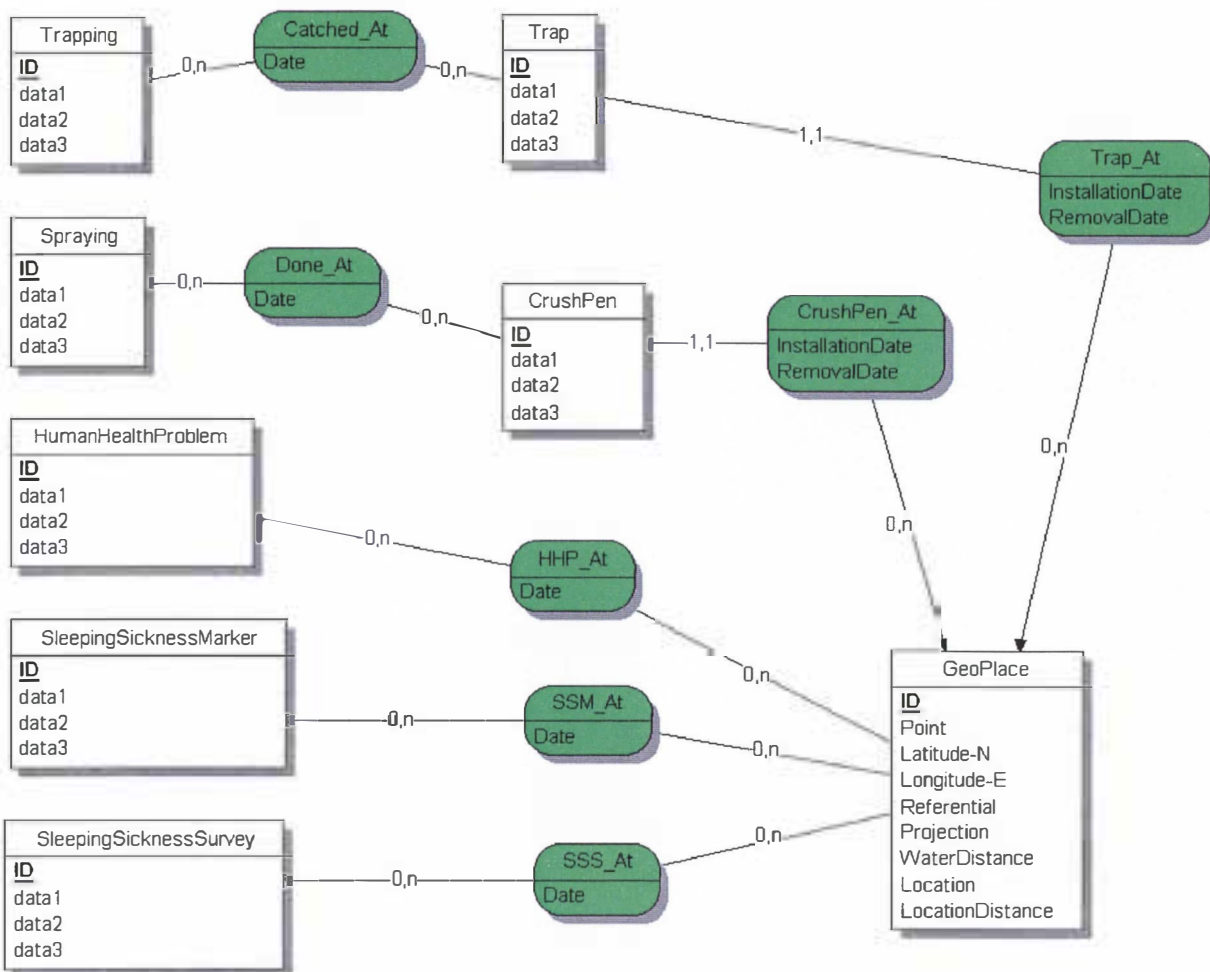 Trapping
ID
data1
data2
data3
0,n
Catched_At
Date
0,n
Trap
ID
data1
data2
data3
1,1
Trap_At
InstallationDate
RemovalDate
0,n
Spraying
ID
data1
data2
data3
0,n
Done_At
Date
0,n
CrushPen
ID
data1
data2
data3
1,1
CrushPen_At
InstallationDate
RemovalDate
0,n
HumanHealthProblem
ID
data1
data2
data3
0,n
HHP_At
Date
0,n
SleepingSicknessMarker
ID
data1
data2
data3
0,n
SSM_At
Date
0,n
SleepingSicknessSurvey
ID
data1
data2
data3
0,n
SSS_At
Date
0,n
GeoPlace
ID
Point
Latitude-N
Longitude-E
Referential
Projection
WaterDistance
Location
LocationDistance